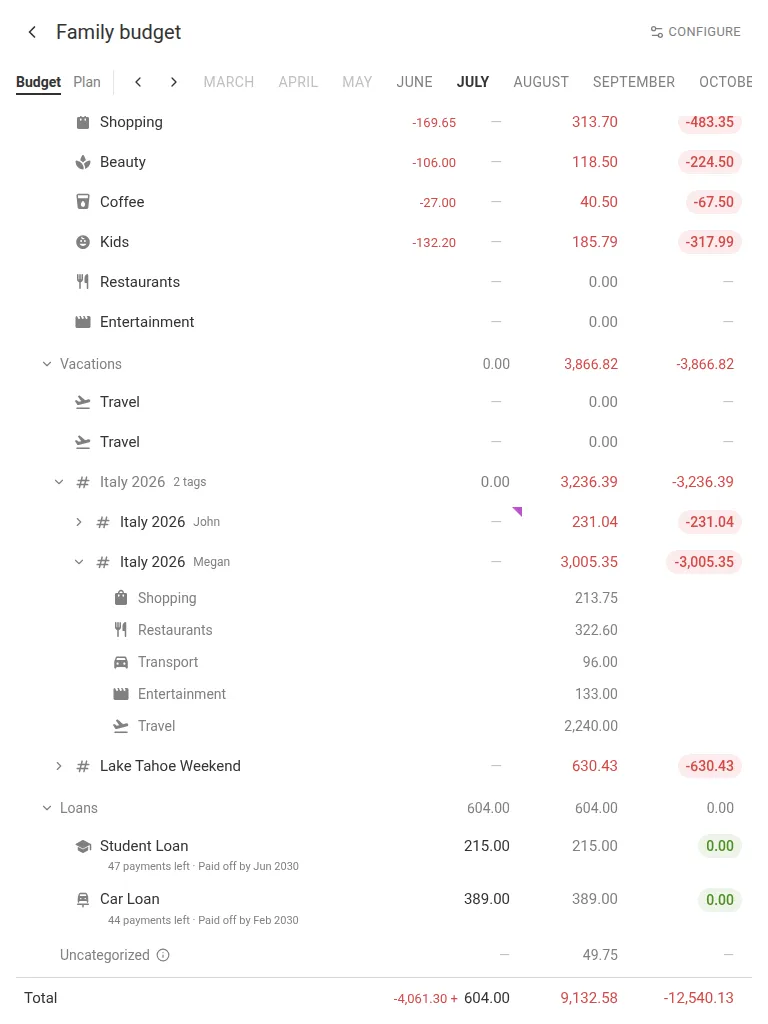 Family budget CONFIGURE
Budget Plan MARCH APRIL MAY JUNE JULY AUGUST SEPTEMBER OCTOBE
Shopping -169.65 — 313.70 -483.35
Beauty -106.00 — 118.50 -224.50
Coffee -27.00 — 40.50 -67.50
Kids -132.20 — 185.79 -317.99
Restaurants — 0.00 —
Entertainment — 0.00 —
Vacations 0.00 3,866.82 -3,866.82
Travel — 0.00 —
Travel — 0.00 —
# Italy 2026 2 tags 0.00 3,236.39 -3,236.39
# Italy 2026 John — 231.04 -231.04
# Italy 2026 Megan — 3,005.35 -3,005.35
Shopping 213.75
Restaurants 322.60
Transport 96.00
Entertainment 133.00
Travel 2,240.00
# Lake Tahoe Weekend — 630.43 -630.43
Loans 604.00 604.00 0.00
Student Loan 215.00 215.00 0.00
47 payments left · Paid off by Jun 2030
Car Loan 389.00 389.00 0.00
44 payments left · Paid off by Feb 2030
Uncategorized — 49.75 —
Total -4,061.30 + 604.00 9,132.58 -12,540.13